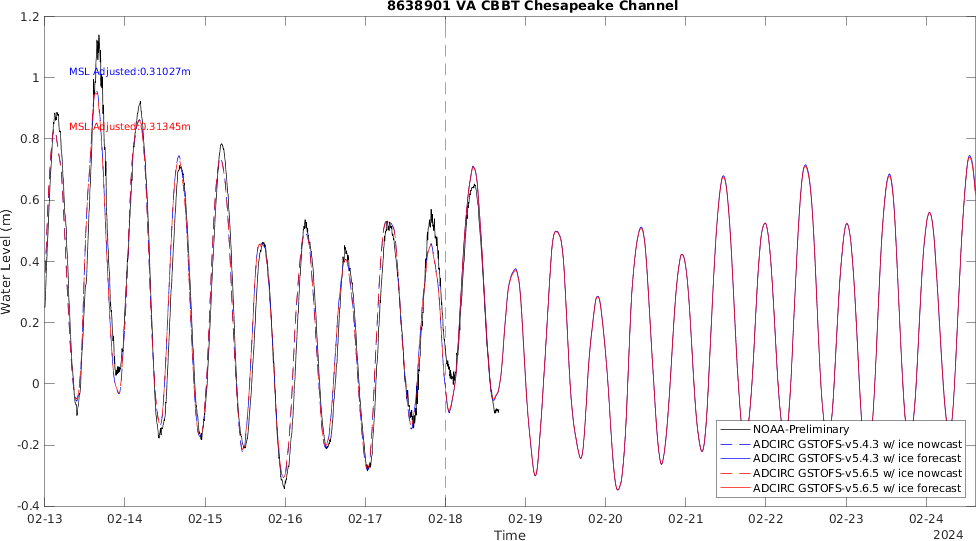 8638901 VA CBBT Chesapeake Channel
1.2
1
0.8
0.6
0.4
0.2
0
-0.2
-0.4
Water Level (m)
MSL Adjusted:0.31027m
MSL Adjusted:0.31345m
NOAA-Preliminary
ADCIRC GSTOFS-v5.4.3 w/ ice nowcast
ADCIRC GSTOFS-v5.4.3 w/ ice forecast
ADCIRC GSTOFS-v5.6.5 w/ ice nowcast
ADCIRC GSTOFS-v5.6.5 w/ ice forecast
02-13 02-14 02-15 02-16 02-17 02-18 02-19 02-20 02-21 02-22 02-23 02-24
Time
2024